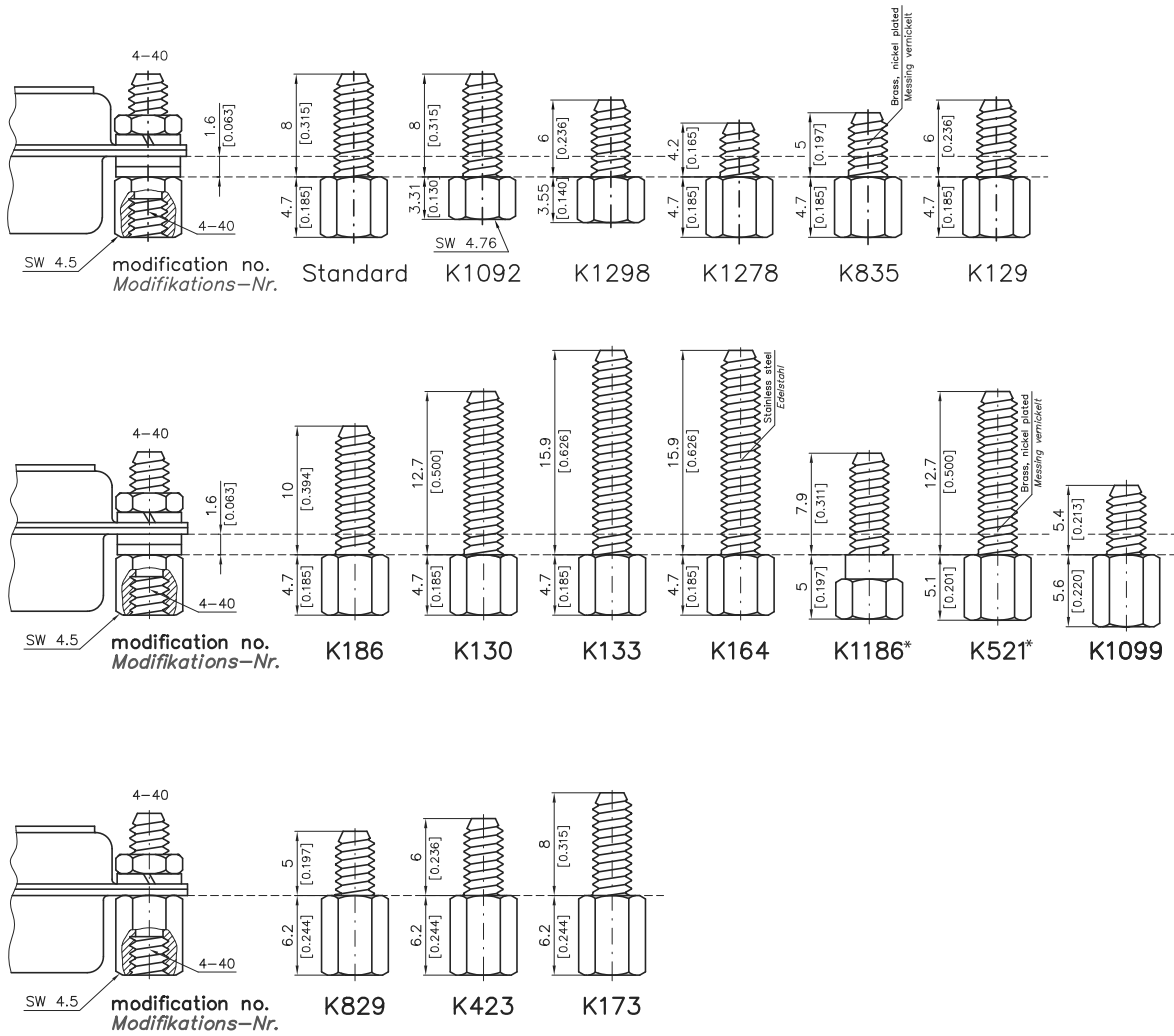 4-40
1.6
[0.063]
8
[0.315]
4.7
[0.185]
8
[0.315]
3.31
[0.130]
6
[0.236]
3.55
[0.140]
4.2
[0.165]
4.7
[0.185]
5
[0.197]
4.7
[0.185]
Brass, nickel plated
Messing vernickelt
6
[0.236]
4.7
[0.185]
4-40
SW 4.5
SW 4.76
modification no.
Modifikations-Nr.
Standard
K1092
K1298
K1278
K835
K129
4-40
1.6
[0.063]
10
[0.394]
4.7
[0.185]
12.7
[0.500]
4.7
[0.185]
15.9
[0.626]
4.7
[0.185]
15.9
[0.626]
4.7
[0.185]
Stainless steel
Edelstahl
7.9
[0.311]
5
[0.197]
12.7
[0.500]
5.1
[0.201]
Brass, nickel plated
Messing vernickelt
5.4
[0.213]
5.6
[0.220]
4-40
SW 4.5
modification no.
Modifikations-Nr.
K186
K130
K133
K164
K1186*
K521*
K1099
4-40
5
[0.197]
6.2
[0.244]
6
[0.236]
6.2
[0.244]
8
[0.315]
6.2
[0.244]
4-40
SW 4.5
modification no.
Modifikations-Nr.
K829
K423
K173